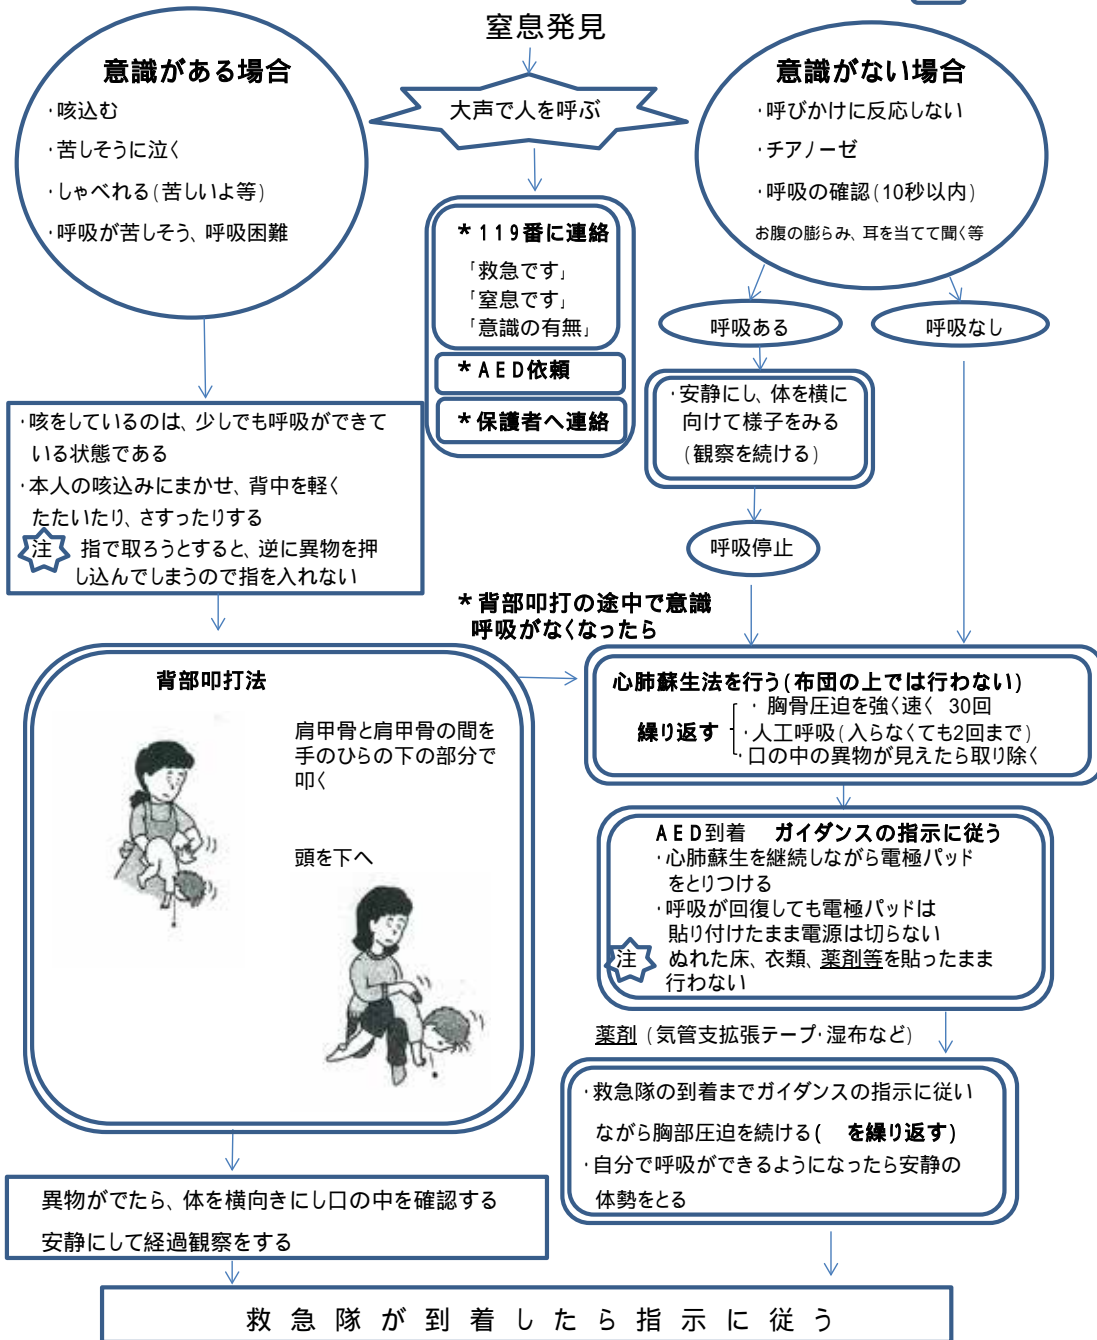 窒息発見
大声で人を呼ぶ
意識がある場合
・咳込む
・苦しそうに泣く
・しゃべれる(苦しいよ等)
・呼吸が苦しそう、呼吸困難
意識がない場合
・呼びかけに反応しない
・チアノーゼ
・呼吸の確認(10秒以内)
お腹の膨らみ、耳を当てて聞く等
*119番に連絡
「救急です」
「窒息です」
「意識の有無」
*AED依頼
*保護者へ連絡
呼吸ある
呼吸なし
・安静にし、体を横に
向けて様子をみる
(観察を続ける)
呼吸停止
・咳をしているのは、少しでも呼吸ができて
いる状態である
・本人の咳込みにまかせ、背中を軽く
たたいたり、さすったりする
注 指で取ろうとすると、逆に異物を押
し込んでしまうので指を入れない
*背部叩打の途中で意識
呼吸がなくなったら
背部叩打法
肩甲骨と肩甲骨の間を
手のひらの下の部分で
叩く
頭を下へ
心肺蘇生法を行う(布団の上では行わない)
・胸骨圧迫を強く速く 30回
繰り返す ・人工呼吸(入らなくても2回まで)
・口の中の異物が見えたら取り除く
AED到着 ガイダンスの指示に従う
・心肺蘇生を継続しながら電極パッド
をとりつける
・呼吸が回復しても電極パッドは
貼り付けたまま電源は切らない
注 ぬれた床、衣類、薬剤等を貼ったまま
行わない
薬剤(気管支拡張テープ・湿布など)
・救急隊の到着までガイダンスの指示に従い
ながら胸部圧迫を続ける( を繰り返す)
・自分で呼吸ができるようになったら安静の
体勢をとる
異物がでたら、体を横向きにし口の中を確認する
安静にして経過観察をする
救急隊が到着したら指示に従う